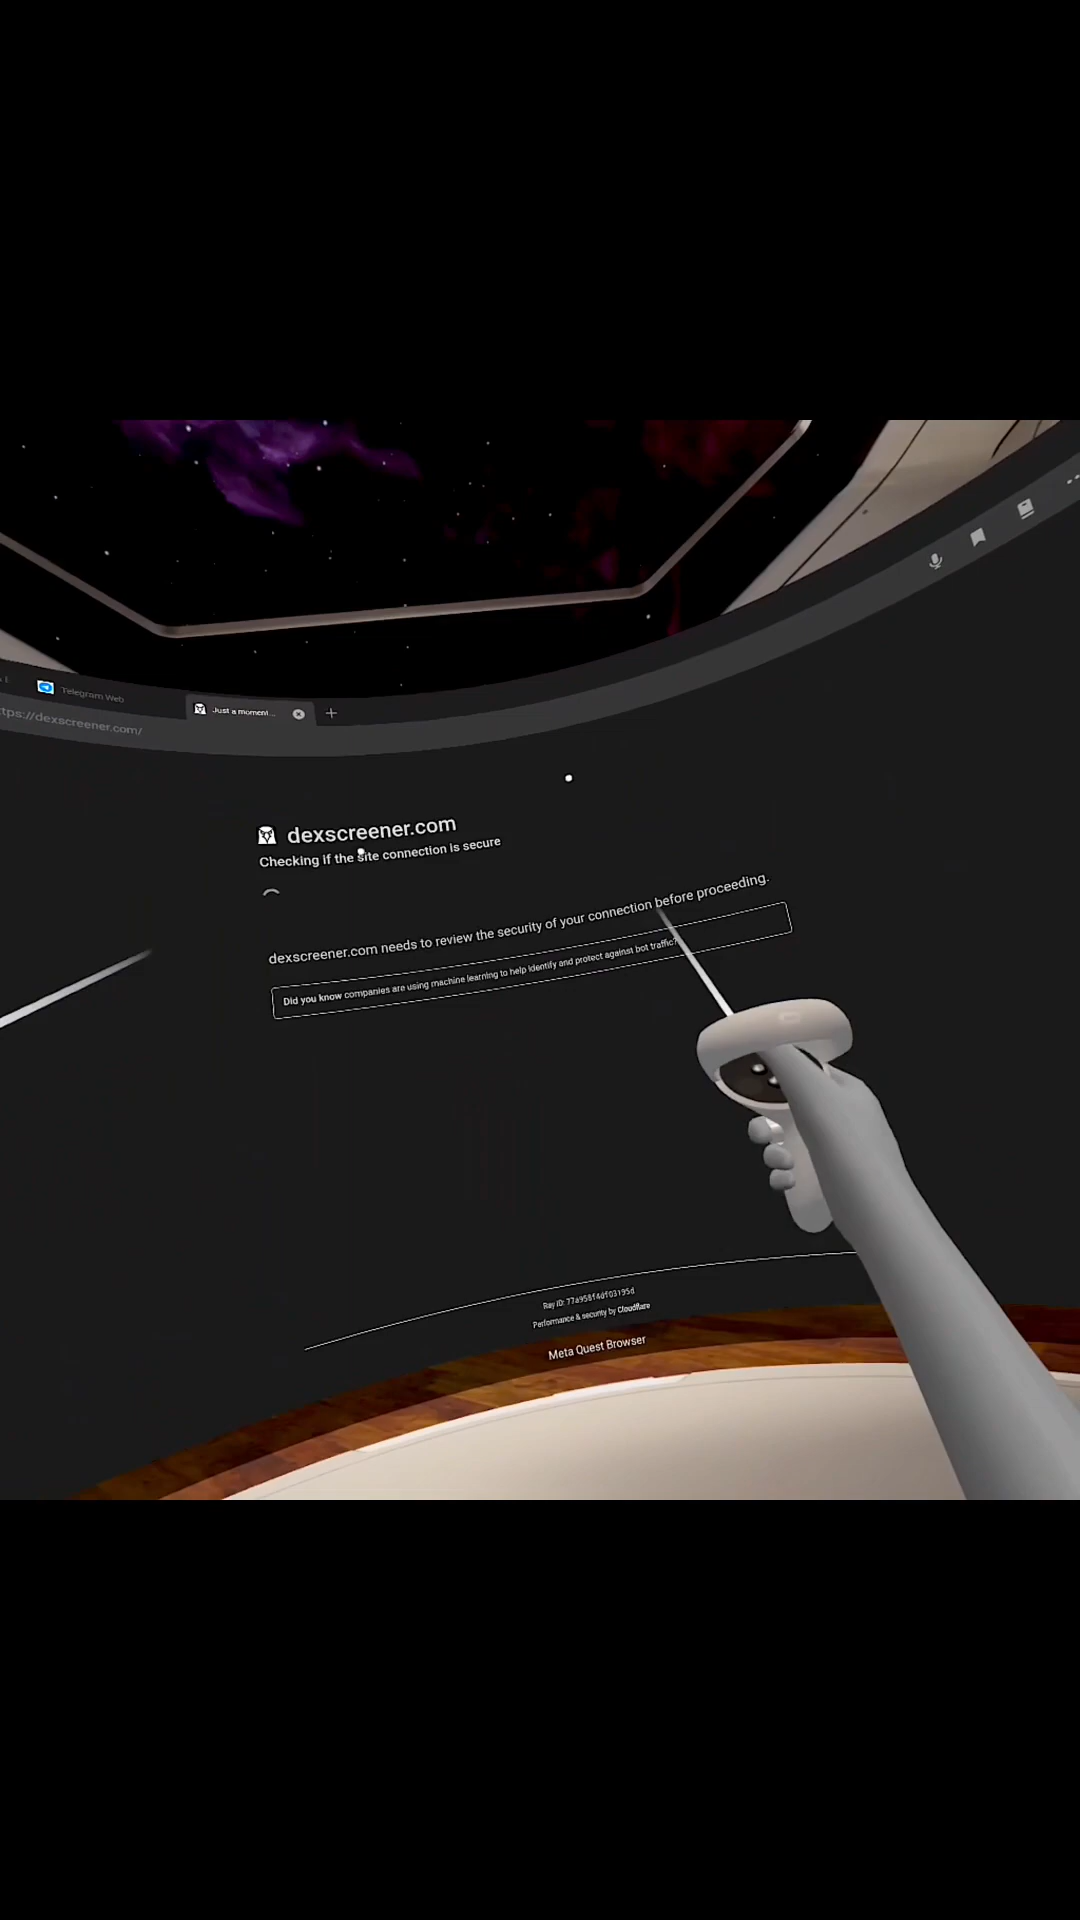 Telegram Web
Just a moment...
ttps://dexscreener.com/
dexscreener.com
Checking if the site connection is secure
dexscreener.com needs to review the security of your connection before proceeding.
Did you know companies are using machine learning to help identify and protect against bot traffic?
Ray ID: 77a958f4df03195d
Performance & security by Cloudflare
Meta Quest Browser